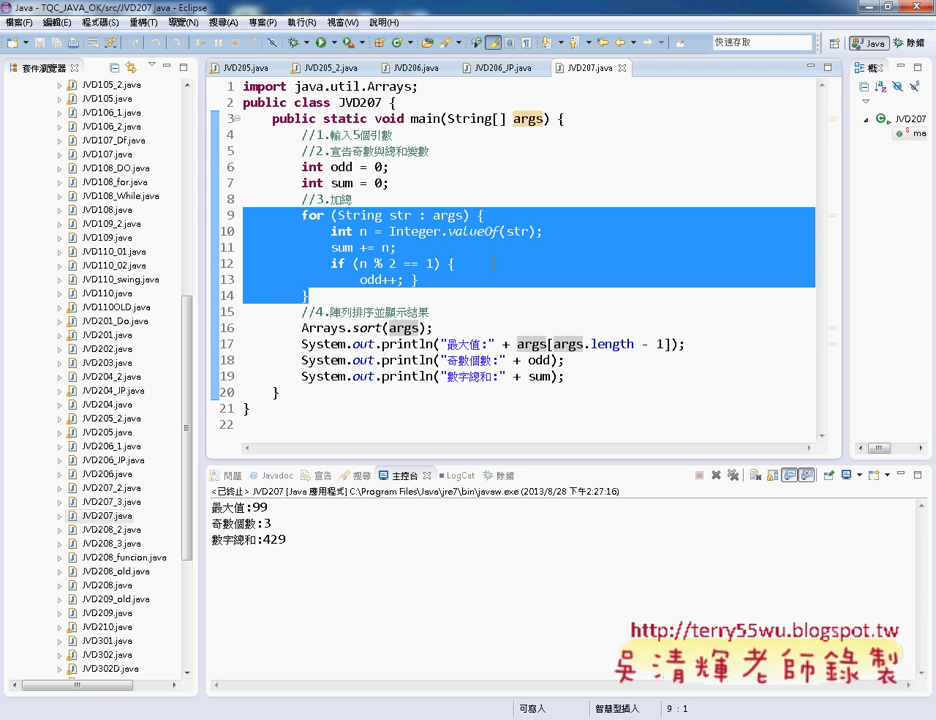 Java - TQC_JAVA_OK/src/JVD207.java - Eclipse
檔案(F) 編輯(E) 程式碼(S) 重構(T) 導覽(N) 搜尋(A) 專案(P) 執行(R) 視窗(W) 說明(H)
快速存取 Java 除錯
套件瀏覽器
JVD105_2.java
JVD105.java
JVD106_1.java
JVD106_2.java
JVD107_Df.java
JVD107.java
JVD108_DO.java
JVD108_for.java
JVD108_While.java
JVD108.java
JVD109_2.java
JVD109.java
JVD110_01.java
JVD110_02.java
JVD110_swing.java
JVD110.java
JVD110OLD.java
JVD201_Do.java
JVD201.java
JVD202.java
JVD203.java
JVD204_2.java
JVD204_JP.java
JVD204.java
JVD205_2.java
JVD205.java
JVD206_1.java
JVD206_JP.java
JVD206.java
JVD207_2.java
JVD207_3.java
JVD207.java
JVD208_2.java
JVD208_3.java
JVD208_funcion.java
JVD208_old.java
JVD208.java
JVD209_old.java
JVD209.java
JVD210.java
JVD301.java
JVD302.java
JVD302D.java
JVD205.java JVD205_2.java JVD206.java JVD206_JP.java JVD207.java
1 import java.util.Arrays;
2 public class JVD207 {
3 public static void main(String[] args) {
4 //1.輸入5個引數
5 //2.宣告奇數與總和變數
6 int odd = 0;
7 int sum = 0;
8 //3.加總
9 for (String str : args) {
10 int n = Integer.valueOf(str);
11 sum += n;
12 if (n % 2 == 1) {
13 odd++; }
14 }
15 //4.陣列排序並顯示結果
16 Arrays.sort(args);
17 System.out.println("最大值:" + args[args.length - 1]);
18 System.out.println("奇數個數:" + odd);
19 System.out.println("數字總和:" + sum);
20 }
21 }
22
概
JVD207
ma
問題 Javadoc 宣告 搜尋 主控台 LogCat 除錯
<已終止> JVD207 [Java 應用程式] C:\Program Files\Java\jre7\bin\javaw.exe (2013/8/28 下午2:27:16)
最大值:99
奇數個數:3
數字總和:429
http://terry55wu.blogspot.tw
吳清輝老師錄製
可寫入 智慧型插入 9 : 1